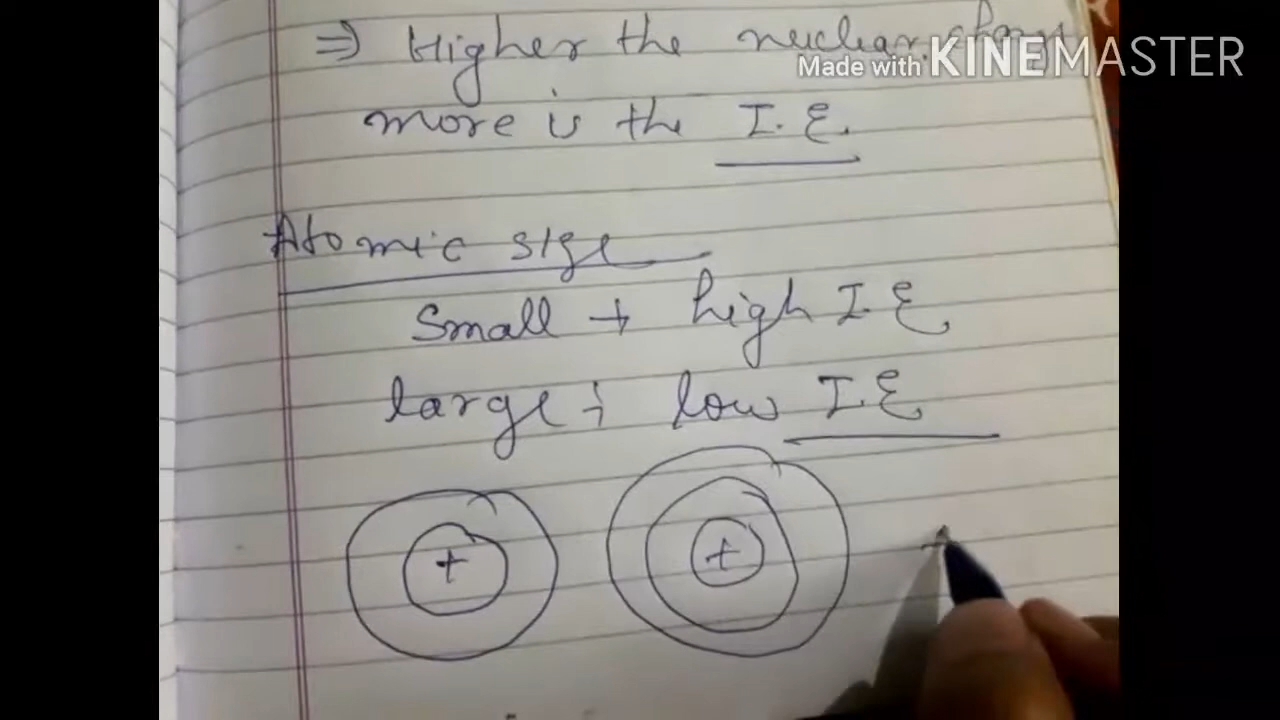 ⇒ Higher the nuclear charge
Made with KINEMASTER
more is the I.E.
Atomic size
Small → high I E
large → low I.E
+ +